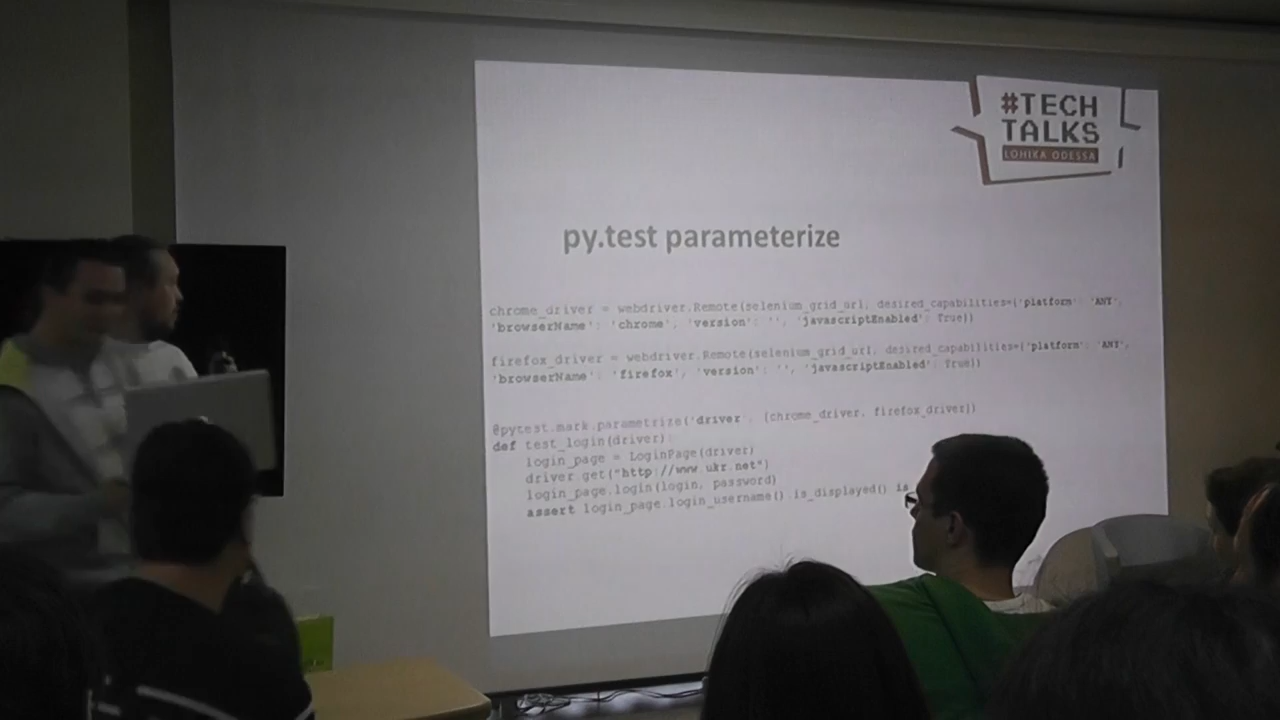 #TECH
TALKS
LOHIKA ODESSA
py.test parameterize
chrome_driver = webdriver.Remote(selenium_grid_url, desired_capabilities={'platform': 'ANY',
'browserName': 'chrome', 'version': '', 'javascriptEnabled': True})
firefox_driver = webdriver.Remote(selenium_grid_url, desired_capabilities={'platform': 'ANY',
'browserName': 'firefox', 'version': '', 'javascriptEnabled': True})
@pytest.mark.parametrize('driver', [chrome_driver, firefox_driver])
def test_login(driver):
login_page = LoginPage(driver)
driver.get("http://www.ukr.net")
login_page.login(login, password)
assert login_page.login_username().is_displayed() is